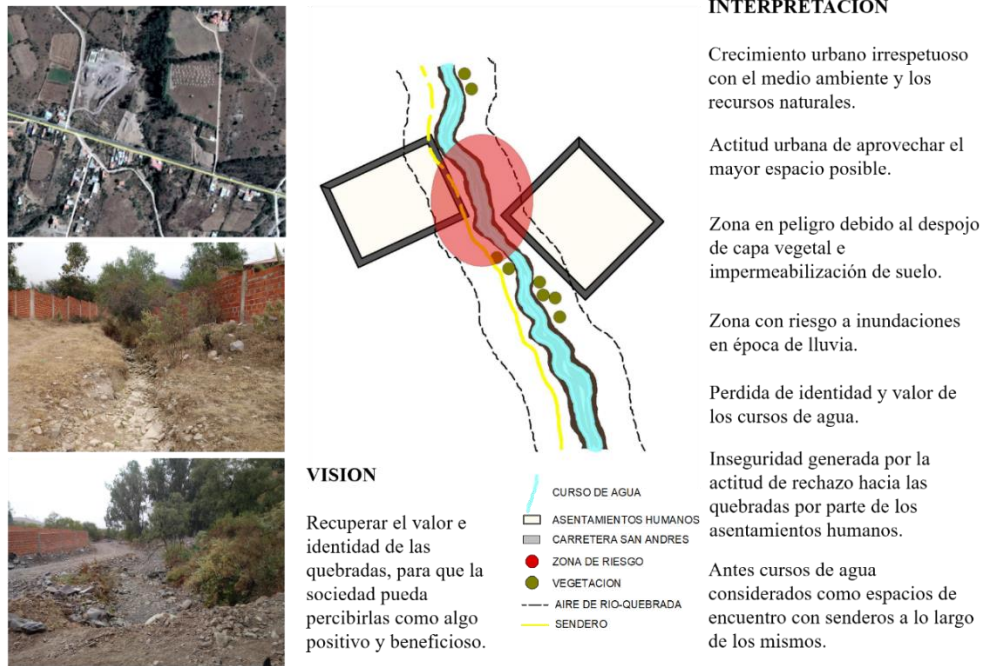 VISION
Recuperar el valor e
identidad de las
quebradas, para que la
sociedad pueda
percibirlas como algo
positivo y beneficioso.
CURSO DE AGUA
ASENTAMIENTOS HUMANOS
CARRETERA SAN ANDRES
ZONA DE RIESGO
VEGETACION
AIRE DE RIO-QUEBRADA
SENDERO
INTERPRETACION
Crecimiento urbano irrespetuoso
con el medio ambiente y los
recursos naturales.
Actitud urbana de aprovechar el
mayor espacio posible.
Zona en peligro debido al despojo
de capa vegetal e
impermeabilización de suelo.
Zona con riesgo a inundaciones
en época de lluvia.
Perdida de identidad y valor de
los cursos de agua.
Inseguridad generada por la
actitud de rechazo hacia las
quebradas por parte de los
asentamientos humanos.
Antes cursos de agua
considerados como espacios de
encuentro con senderos a lo largo
de los mismos.